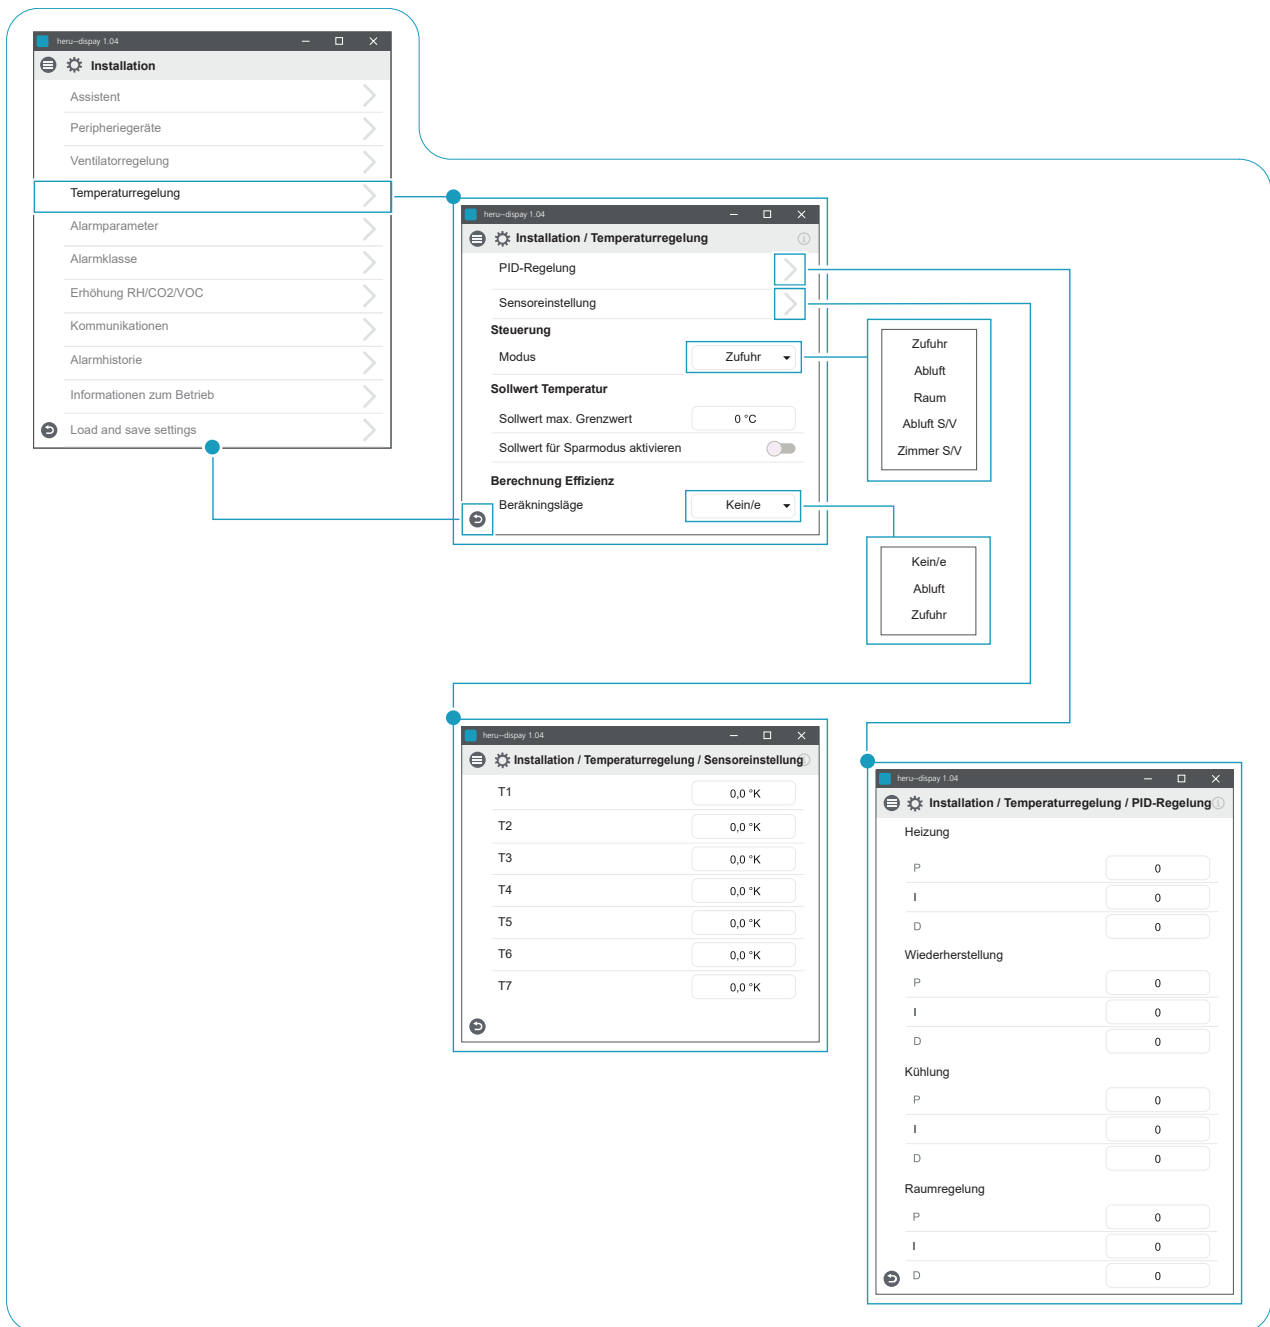 heru--dispay 1.04
Installation
Assistent
Peripheriegeräte
Ventilatorregelung
Temperaturregelung
Alarmparameter
Alarmklasse
Erhöhung RH/CO2/VOC
Kommunikationen
Alarmhistorie
Informationen zum Betrieb
Load and save settings
heru--dispay 1.04
Installation / Temperaturregelung
PID-Regelung
Sensoreinstellung
Steuerung
Modus Zufuhr
Sollwert Temperatur
Sollwert max. Grenzwert 0 °C
Sollwert für Sparmodus aktivieren
Berechnung Effizienz
Beräkningsläge Kein/e
Zufuhr
Abluft
Raum
Abluft S/V
Zimmer S/V
Kein/e
Abluft
Zufuhr
heru--dispay 1.04
Installation / Temperaturregelung / Sensoreinstellung
T1 0,0 °K
T2 0,0 °K
T3 0,0 °K
T4 0,0 °K
T5 0,0 °K
T6 0,0 °K
T7 0,0 °K
heru--dispay 1.04
Installation / Temperaturregelung / PID-Regelung
Heizung
P 0
I 0
D 0
Wiederherstellung
P 0
I 0
D 0
Kühlung
P 0
I 0
D 0
Raumregelung
P 0
I 0
D 0